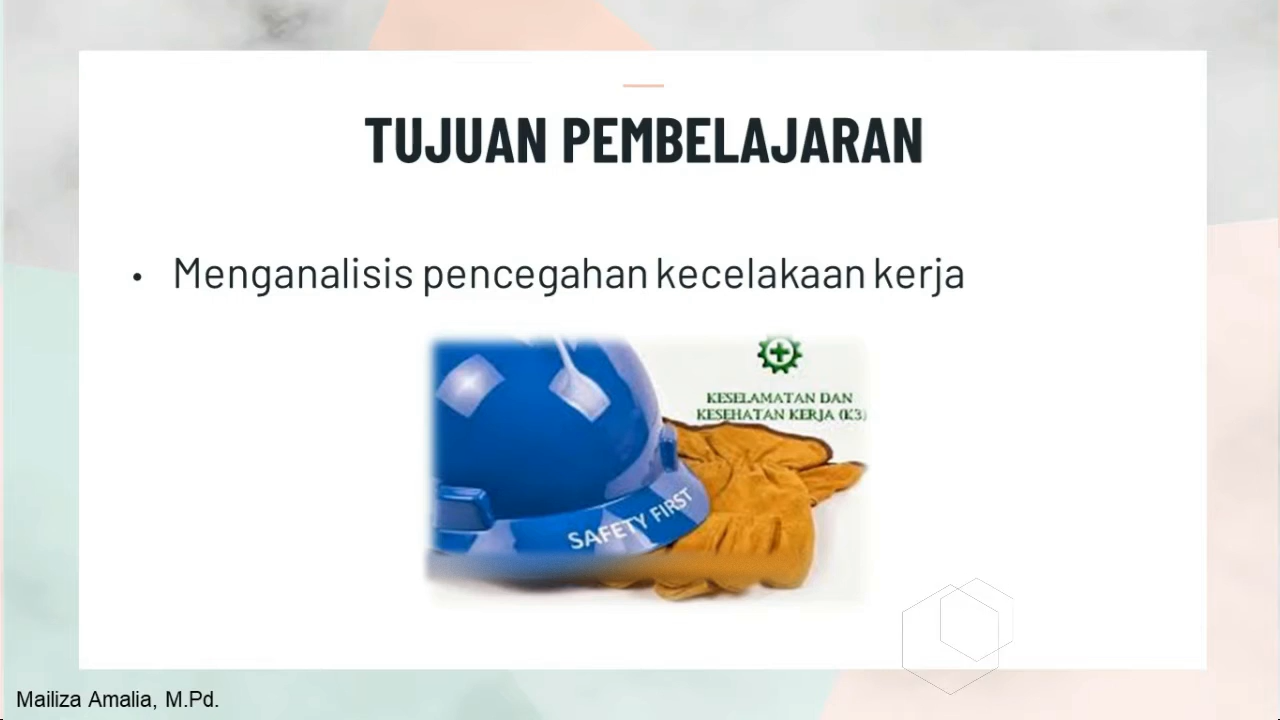 TUJUAN PEMBELAJARAN
• Menganalisis pencegahan kecelakaan kerja
KESELAMATAN DAN
KESEHATAN KERJA (K3)
SAFETY FIRST
Mailiza Amalia, M.Pd.